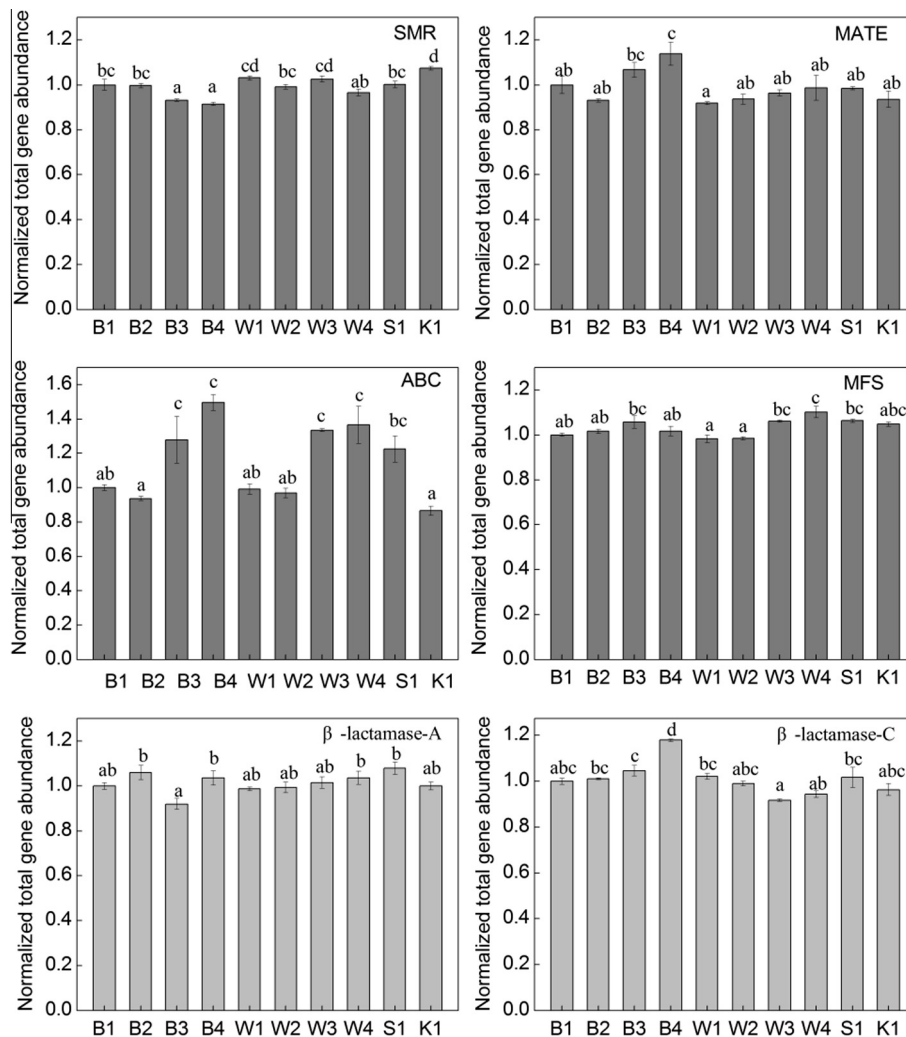 SMR
Normalized total gene abundance
1.2
1.0
0.8
0.6
0.4
0.2
0.0
bc bc a a cd bc cd ab bc d
B1 B2 B3 B4 W1 W2 W3 W4 S1 K1
MATE
Normalized total gene abundance
1.2
1.0
0.8
0.6
0.4
0.2
0.0
ab ab bc c a ab ab ab ab ab
B1 B2 B3 B4 W1 W2 W3 W4 S1 K1
ABC
Normalized total gene abundance
1.6
1.4
1.2
1.0
0.8
0.6
0.4
0.2
0.0
ab a c c ab ab c c bc a
B1 B2 B3 B4 W1 W2 W3 W4 S1 K1
MFS
Normalized total gene abundance
1.2
1.0
0.8
0.6
0.4
0.2
0.0
ab ab bc ab a a bc c bc abc
B1 B2 B3 B4 W1 W2 W3 W4 S1 K1
β -lactamase-A
Normalized total gene abundance
1.2
1.0
0.8
0.6
0.4
0.2
0.0
ab b a b ab ab ab b b ab
B1 B2 B3 B4 W1 W2 W3 W4 S1 K1
β -lactamase-C
Normalized total gene abundance
1.2
1.0
0.8
0.6
0.4
0.2
0.0
abc bc c d bc abc a ab bc abc
B1 B2 B3 B4 W1 W2 W3 W4 S1 K1